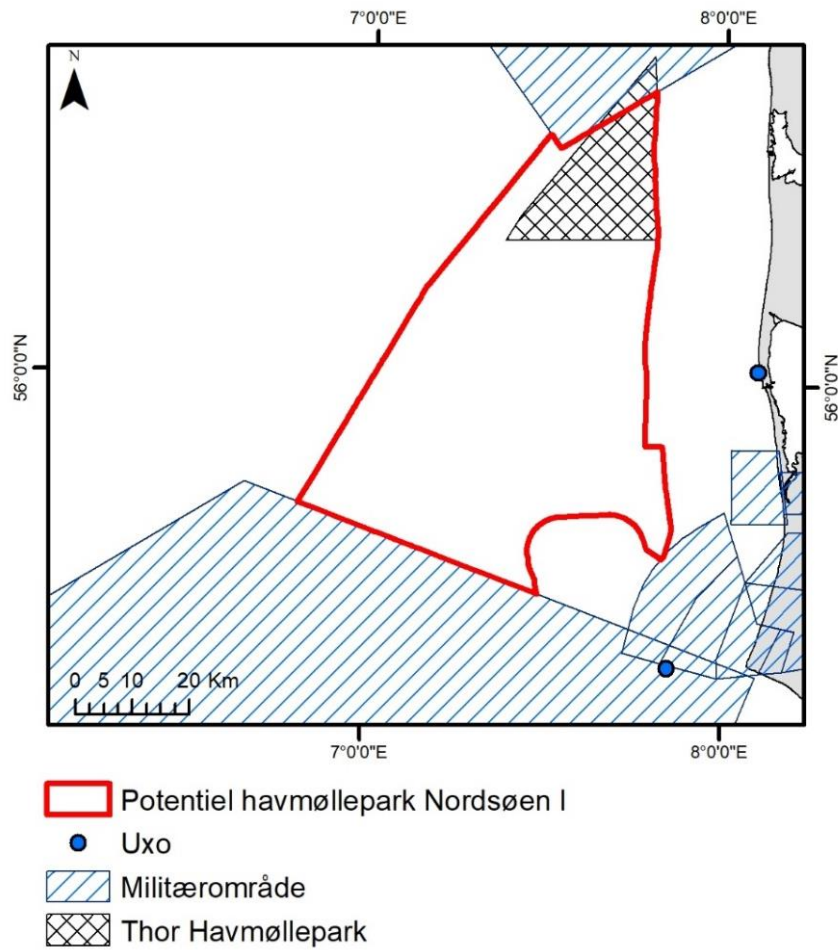 7°0'0"E 8°0'0"E
N
56°0'0"N 56°0'0"N
0 5 10 20 Km
7°0'0"E 8°0'0"E
Potentiel havmøllepark Nordsøen I
Uxo
Militærområde
Thor Havmøllepark